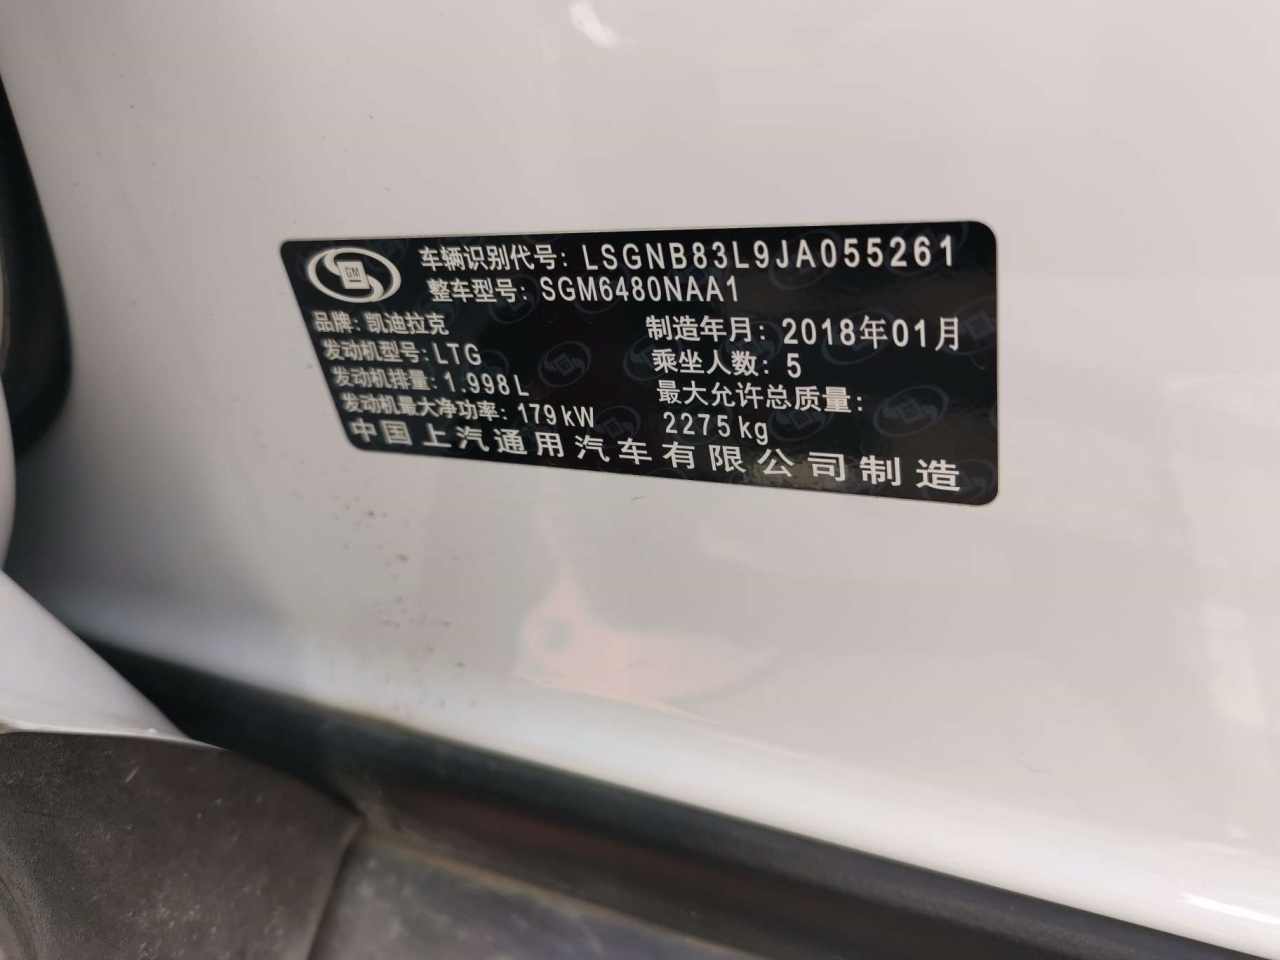 GM
车辆识别代号: LSGNB83L9JA055261
整车型号: SGM6480NAA1
品牌: 凯迪拉克
制造年月: 2018年01月
发动机型号: LTG
乘坐人数: 5
发动机排量: 1.998L
最大允许总质量:
发动机最大净功率: 179kW
2275kg
中国上汽通用汽车有限公司制造